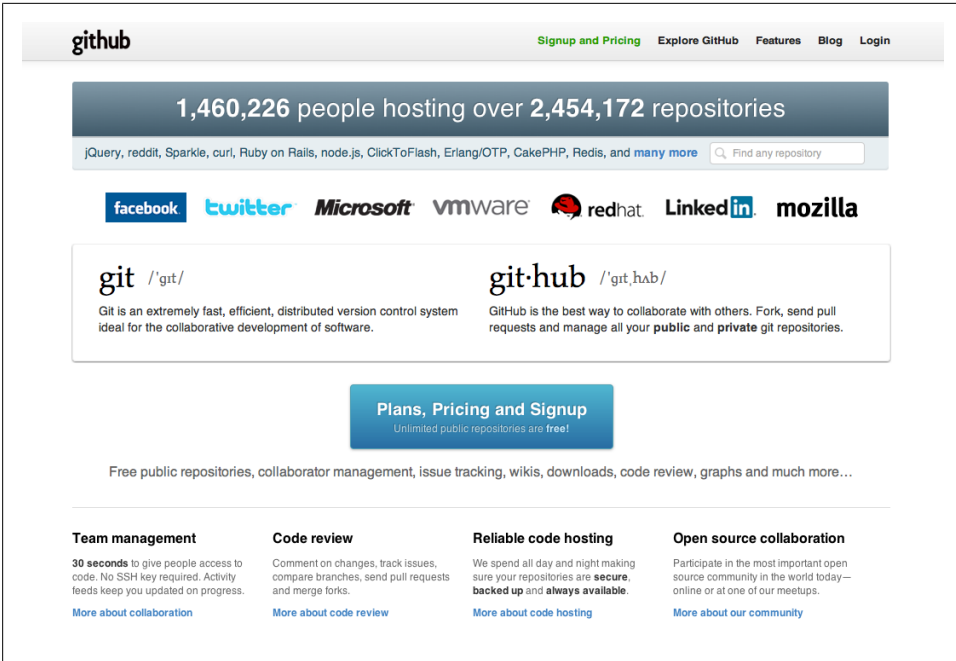 github
Signup and Pricing Explore GitHub Features Blog Login
1,460,226 people hosting over 2,454,172 repositories
jQuery, reddit, Sparkle, curl, Ruby on Rails, node.js, ClickToFlash, Erlang/OTP, CakePHP, Redis, and many more Find any repository
facebook twitter Microsoft vmware redhat. Linked in. mozilla
git /'gɪt/
Git is an extremely fast, efficient, distributed version control system
ideal for the collaborative development of software.
git·hub /'gɪt,hʌb/
GitHub is the best way to collaborate with others. Fork, send pull
requests and manage all your public and private git repositories.
Plans, Pricing and Signup
Unlimited public repositories are free!
Free public repositories, collaborator management, issue tracking, wikis, downloads, code review, graphs and much more…
Team management
30 seconds to give people access to
code. No SSH key required. Activity
feeds keep you updated on progress.
More about collaboration
Code review
Comment on changes, track issues,
compare branches, send pull requests
and merge forks.
More about code review
Reliable code hosting
We spend all day and night making
sure your repositories are secure,
backed up and always available.
More about code hosting
Open source collaboration
Participate in the most important open
source community in the world today—
online or at one of our meetups.
More about our community